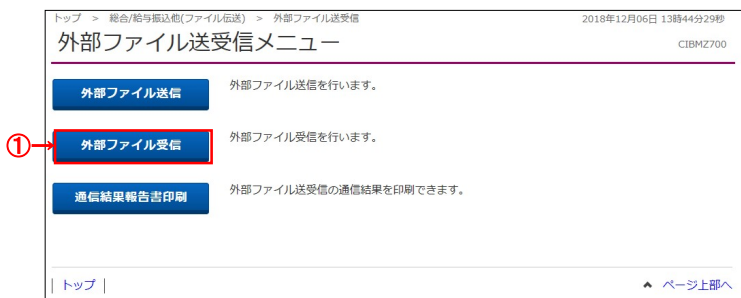 トップ > 総合/給与振込他(ファイル伝送) > 外部ファイル送受信
2018年12月06日 13時44分29秒
外部ファイル送受信メニュー
CIBMZ700
外部ファイル送信
外部ファイル送信を行います。
①
外部ファイル受信
外部ファイル受信を行います。
通信結果報告書印刷
外部ファイル送受信の通信結果を印刷できます。
| トップ |
ページ上部へ